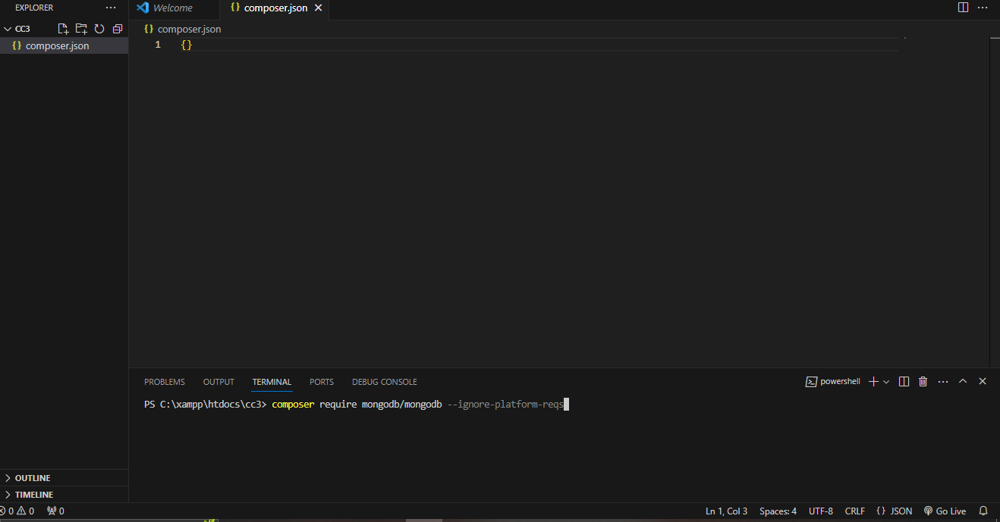 EXPLORER
Welcome
composer.json
CC3
composer.json
composer.json
1 {}
PROBLEMS OUTPUT TERMINAL PORTS DEBUG CONSOLE
powershell
PS C:\xampp\htdocs\cc3> composer require mongodb/mongodb --ignore-platform-reqs
OUTLINE
TIMELINE
0 0 0
Ln 1, Col 3 Spaces: 4 UTF-8 CRLF {} JSON Go Live